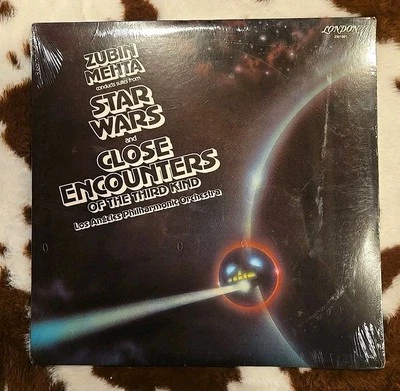 ZUBIN
MEHTA
conducts suites from
STAR
WARS
and
CLOSE
ENCOUNTERS
OF THE THIRD KIND
Los Angeles Philharmonic Orchestra
LONDON